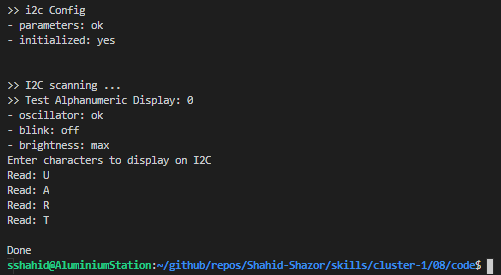 >> i2c Config
- parameters: ok
- initialized: yes
>> I2C scanning ...
>> Test Alphanumeric Display: 0
- oscillator: ok
- blink: off
- brightness: max
Enter characters to display on I2C
Read: U
Read: A
Read: R
Read: T
Done
sshahid@AluminiumStation:~/github/repos/Shahid-Shazor/skills/cluster-1/08/code$